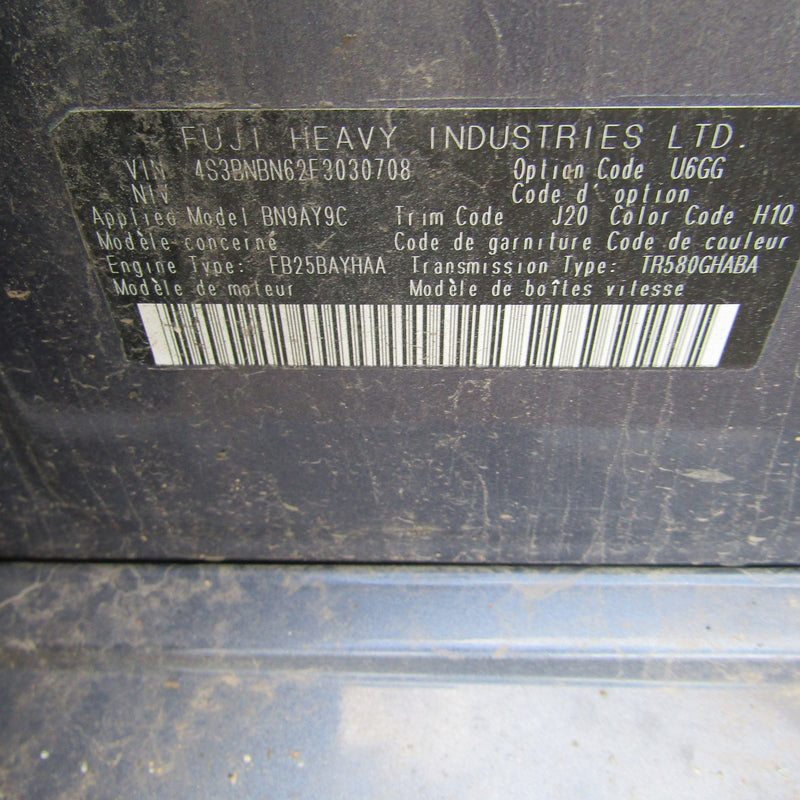 FUJI HEAVY INDUSTRIES LTD.
VIN 4S3BNBN62F3030708 Option Code U6GG
NIV Code d' option
Applied Model BN9AY9C Trim Code J20 Color Code H1Q
Modèle concerné Code de garniture Code de couleur
Engine Type: FB25BAYHAA Transmission Type: TR580GHABA
Modèle de moteur Modèle de boîtes vitesse